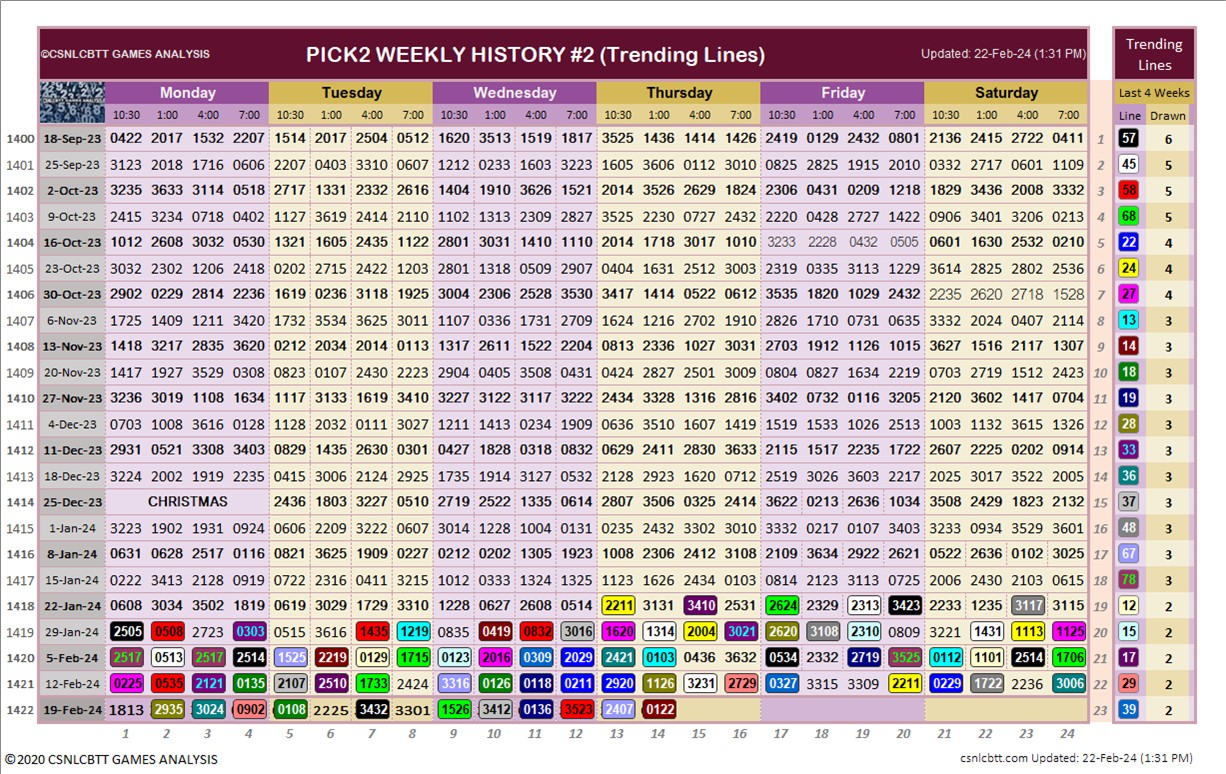 ©CSNLCBTT GAMES ANALYSIS PICK2 WEEKLY HISTORY #2 (Trending Lines) Updated: 22-Feb-24 (1:31 PM) Trending Lines
Monday Tuesday Wednesday Thursday Friday Saturday Last 4 Weeks
10:30 1:00 4:00 7:00 10:30 1:00 4:00 7:00 10:30 1:00 4:00 7:00 10:30 1:00 4:00 7:00 10:30 1:00 4:00 7:00 10:30 1:00 4:00 7:00 Line Drawn
1400 18-Sep-23 0422 2017 1532 2207 1514 2017 2504 0512 1620 3513 1519 1817 3525 1436 1414 1426 2419 0129 2432 0801 2136 2415 2722 0411 1 57 6
1401 25-Sep-23 3123 2018 1716 0606 2207 0403 3310 0607 1212 0233 1603 3223 1605 3606 0112 3010 0825 2825 1915 2010 0332 2717 0601 1109 2 45 5
1402 2-Oct-23 3235 3633 3114 0518 2717 1331 2332 2616 1404 1910 3626 1521 2014 3526 2629 1824 2306 0431 0209 1218 1829 3436 2008 3332 3 58 5
1403 9-Oct-23 2415 3234 0718 0402 1127 3619 2414 2110 1102 1313 2309 2827 3525 2230 0727 2432 2220 0428 2727 1422 0906 3401 3206 0213 4 68 5
1404 16-Oct-23 1012 2608 3032 0530 1321 1605 2435 1122 2801 3031 1410 1110 2014 1718 3017 1010 3233 2228 0432 0505 0601 1630 2532 0210 5 22 4
1405 23-Oct-23 3032 2302 1206 2418 0202 2715 2422 1203 2801 1318 0509 2907 0404 1631 2512 3003 2319 0335 3113 1229 3614 2825 2802 2536 6 24 4
1406 30-Oct-23 2902 0229 2814 2236 1619 0236 3118 1923 3004 2306 2528 3530 3417 1414 0522 0612 3535 1820 1029 2432 2235 2620 2718 1528 7 27 4
1407 6-Nov-23 1725 1409 1211 3420 1732 3534 3625 3011 1107 0336 1731 2709 1624 1216 2702 1910 2826 1710 0731 0635 3332 2024 0407 2114 8 13 3
1408 13-Nov-23 1418 3217 2835 3620 0212 2034 2014 0113 1317 2611 1522 2204 0813 2336 1027 3031 2703 1912 1126 1015 3627 1516 2117 1307 9 14 3
1409 20-Nov-23 1417 1927 3529 0308 0823 0107 2430 2223 2904 0405 3508 0431 0424 2827 2501 3009 0804 0827 1634 2219 0703 2719 1512 2423 10 18 3
1410 27-Nov-23 3236 3019 1108 1634 1117 3133 1619 3410 3227 3122 3117 3222 2434 3328 1316 2816 3402 0732 0116 3205 2120 3602 1417 0704 11 19 3
1411 4-Dec-23 0703 1008 3616 0128 1128 2032 0111 3027 1211 1413 0234 1909 0636 3510 1607 1419 1519 1533 1026 2513 1003 1132 3615 1326 12 28 3
1412 11-Dec-23 2931 0521 3308 3403 0829 1435 2630 0301 0427 1828 0318 0832 0629 2411 2830 3633 2115 1517 2235 1722 2607 2225 0202 0914 13 33 3
1413 18-Dec-23 3224 2002 1919 2235 0415 3006 2124 2923 1735 1914 3127 0532 2128 2923 1620 0712 2519 3026 3603 2217 2025 3017 3522 2005 14 36 3
1414 25-Dec-23 CHRISTMAS 2436 1803 3227 0510 2719 2522 1335 0614 2807 3506 0325 2414 3622 0213 2636 1034 3508 2429 1823 2132 15 37 3
1415 1-Jan-24 3223 1902 1931 0924 0606 2209 3222 0607 3014 1228 1004 0131 0235 2432 3302 3010 3332 0217 0107 3403 3233 0934 3529 3601 16 48 3
1416 8-Jan-24 0631 0628 2517 0116 0821 3625 1909 0227 0212 0202 1305 1923 1008 2306 2412 3108 2109 3634 2922 2621 0522 2636 0102 3025 17 67 3
1417 15-Jan-24 0222 3413 2128 0919 0722 2316 0411 3215 1012 0333 1324 1325 1123 1626 2434 0103 0814 2123 3113 0725 2006 2430 2103 0615 18 78 3
1418 22-Jan-24 0608 3034 3502 1819 0619 3029 1729 3310 1228 0627 2608 0514 2211 3131 3410 2531 2624 2329 2313 3423 2233 1235 3117 3115 19 12 2
1419 29-Jan-24 2505 0508 2723 0303 0515 3616 1435 1219 0835 0419 0832 3016 1620 1314 2004 3021 2620 3108 2310 0809 3221 1431 1113 1125 20 15 2
1420 5-Feb-24 2517 0513 2517 2514 1525 2219 0129 1715 0123 2016 0309 2029 2421 0103 0436 3632 0534 2332 2719 3525 0112 1101 2514 1706 21 17 2
1421 12-Feb-24 0225 0535 2121 0135 2107 2510 1733 2424 3316 0126 0118 0211 2920 1126 3231 2729 0327 3315 3309 2211 0229 1722 2236 3006 22 29 2
1422 19-Feb-24 1813 2935 3024 0902 0108 2225 3432 3301 1526 3412 0136 3523 2407 0122 23 39 2
1 2 3 4 5 6 7 8 9 10 11 12 13 14 15 16 17 18 19 20 21 22 23 24
©2020 CSNLCBTT GAMES ANALYSIS csnlcbtt.com Updated: 22-Feb-24 (1:31 PM)